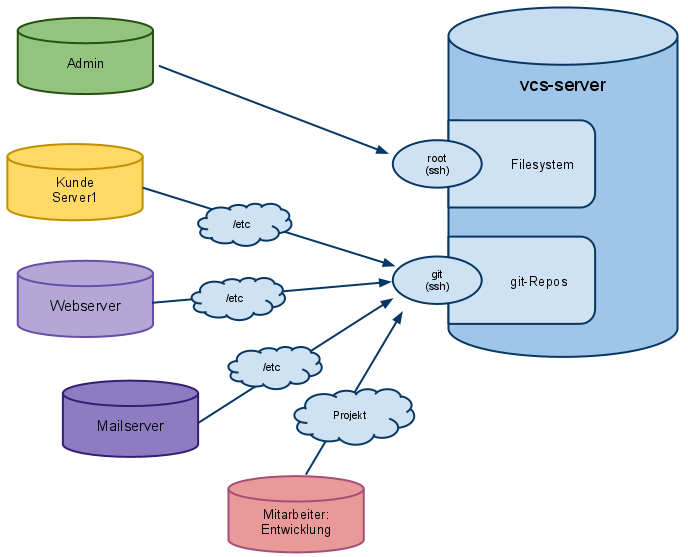 Admin
vcs-server
root
(ssh)
Filesystem
Kunde
Server1
/etc
git
(ssh)
git-Repos
Webserver
/etc
/etc
Mailserver
Projekt
Mitarbeiter:
Entwicklung